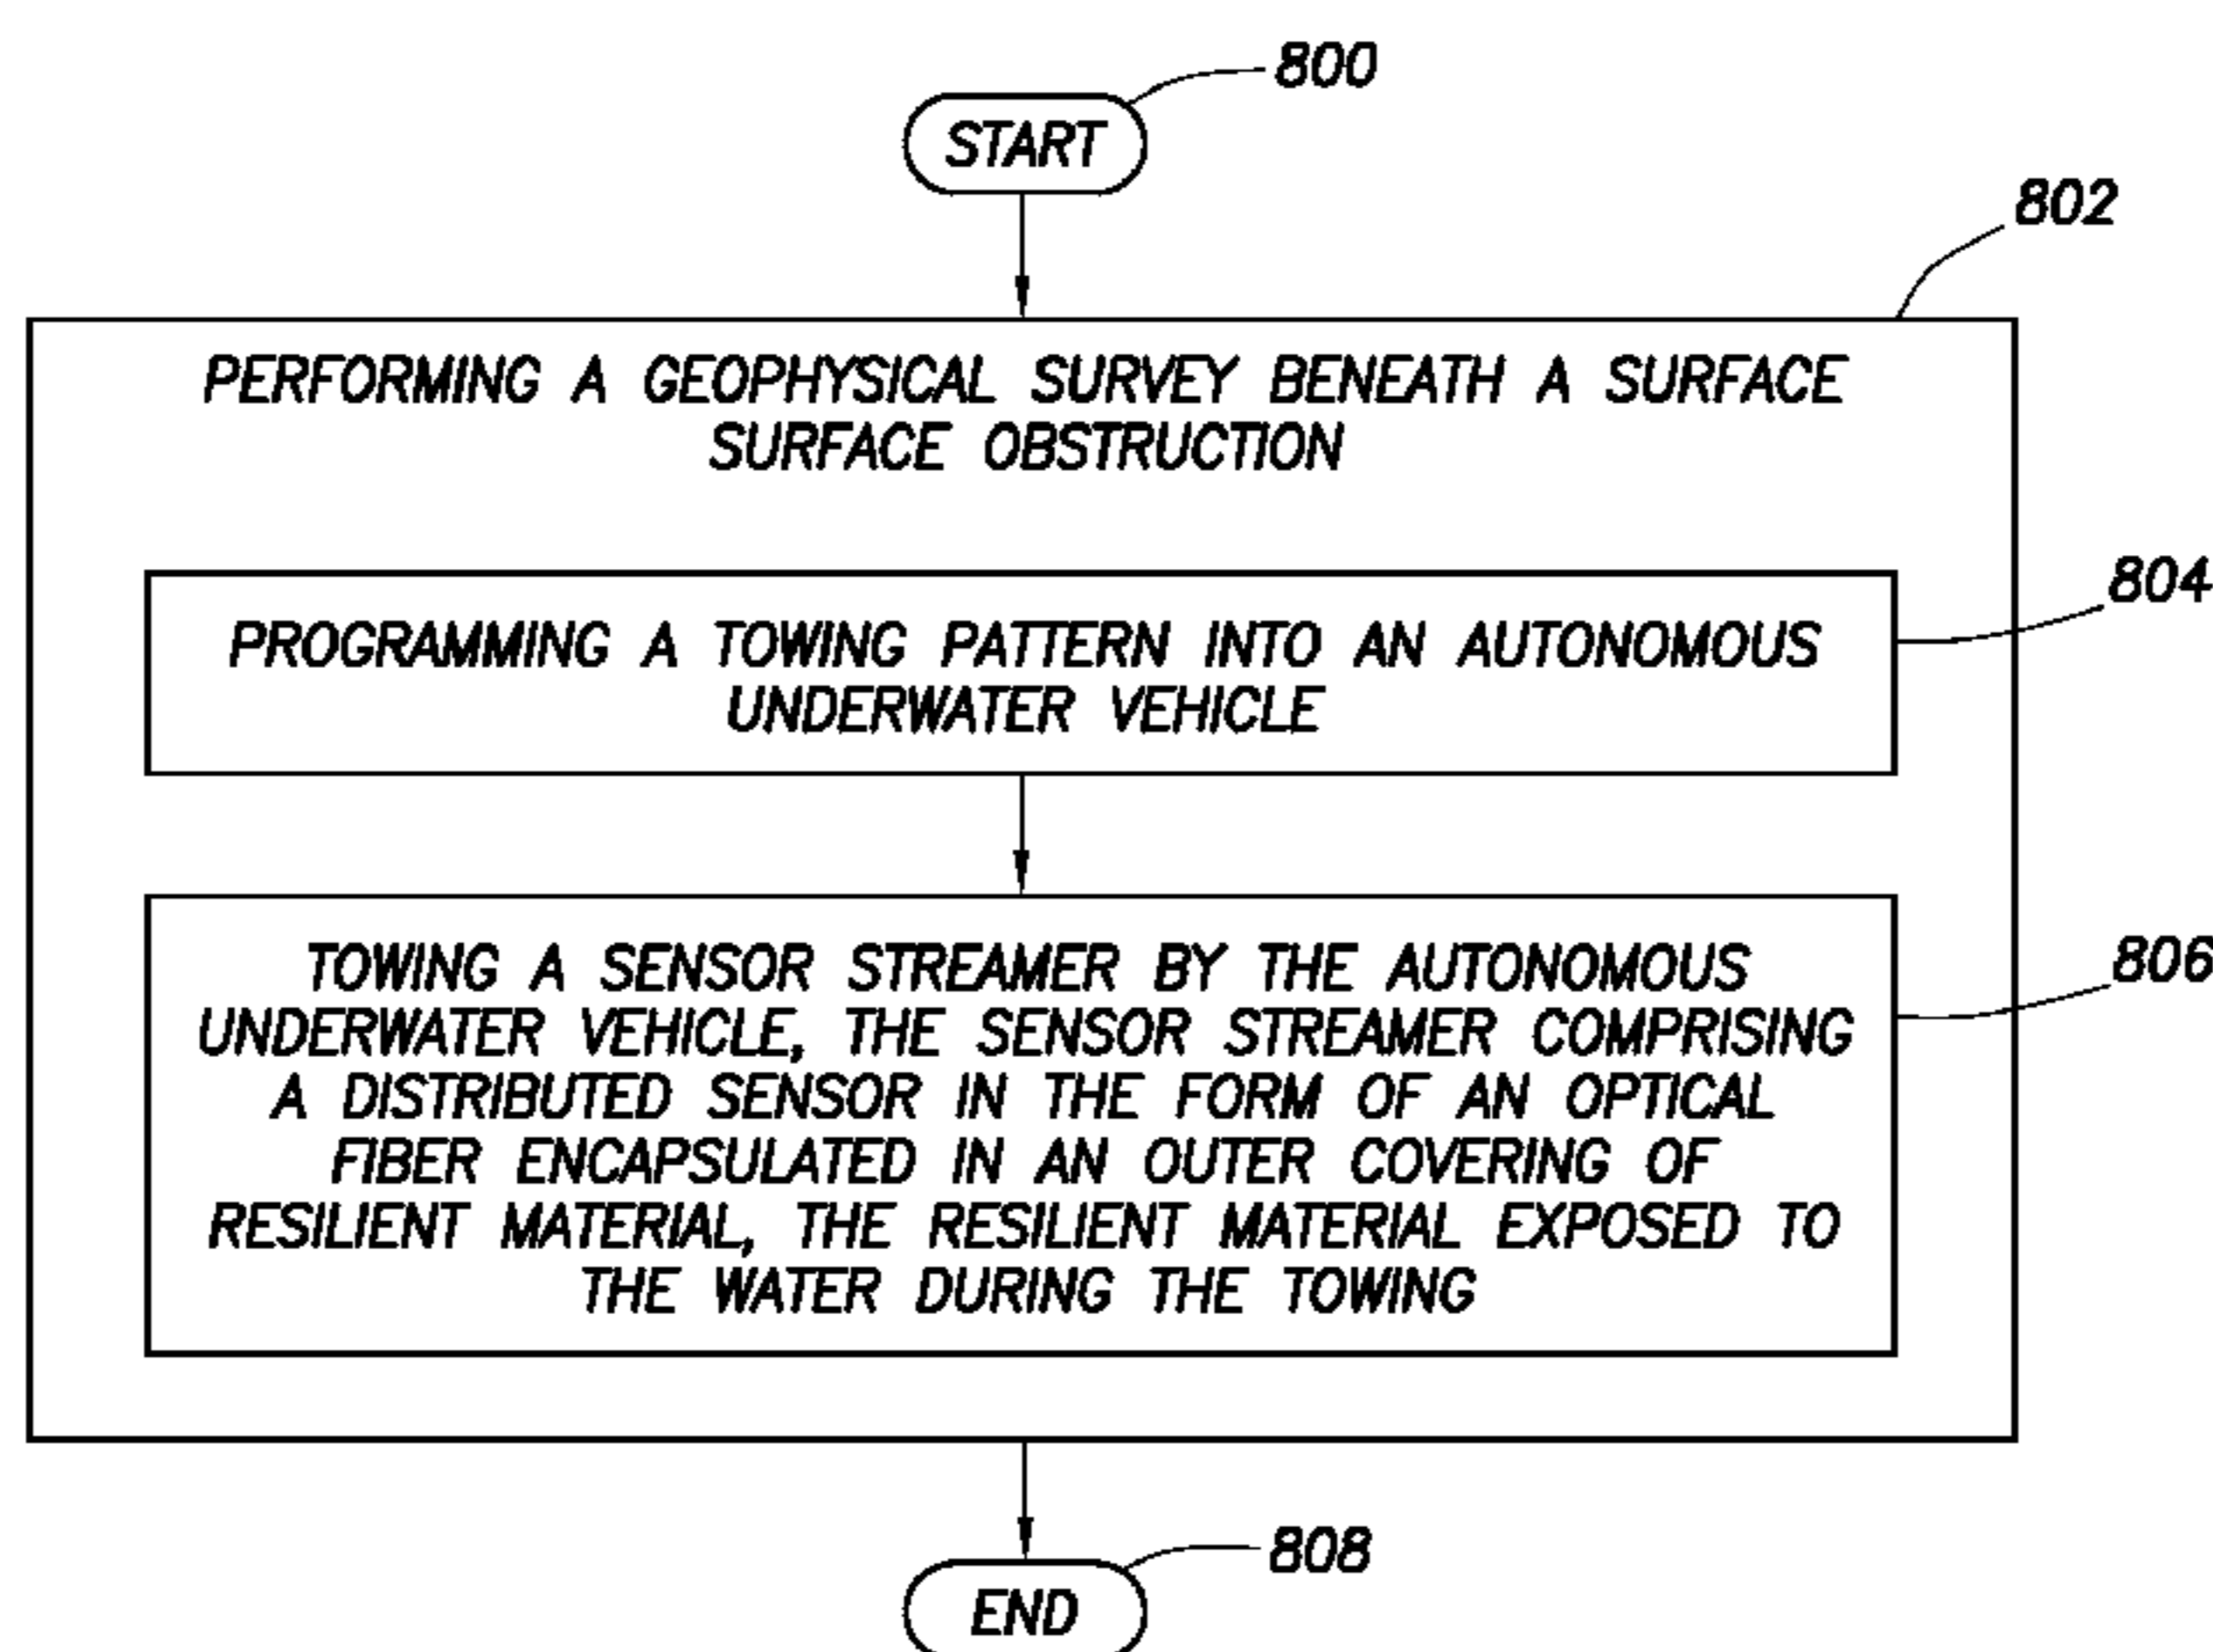 800
START
802
PERFORMING A GEOPHYSICAL SURVEY BENEATH A SURFACE
SURFACE OBSTRUCTION
804
PROGRAMMING A TOWING PATTERN INTO AN AUTONOMOUS
UNDERWATER VEHICLE
806
TOWING A SENSOR STREAMER BY THE AUTONOMOUS
UNDERWATER VEHICLE, THE SENSOR STREAMER COMPRISING
A DISTRIBUTED SENSOR IN THE FORM OF AN OPTICAL
FIBER ENCAPSULATED IN AN OUTER COVERING OF
RESILIENT MATERIAL, THE RESILIENT MATERIAL EXPOSED TO
THE WATER DURING THE TOWING
808
END